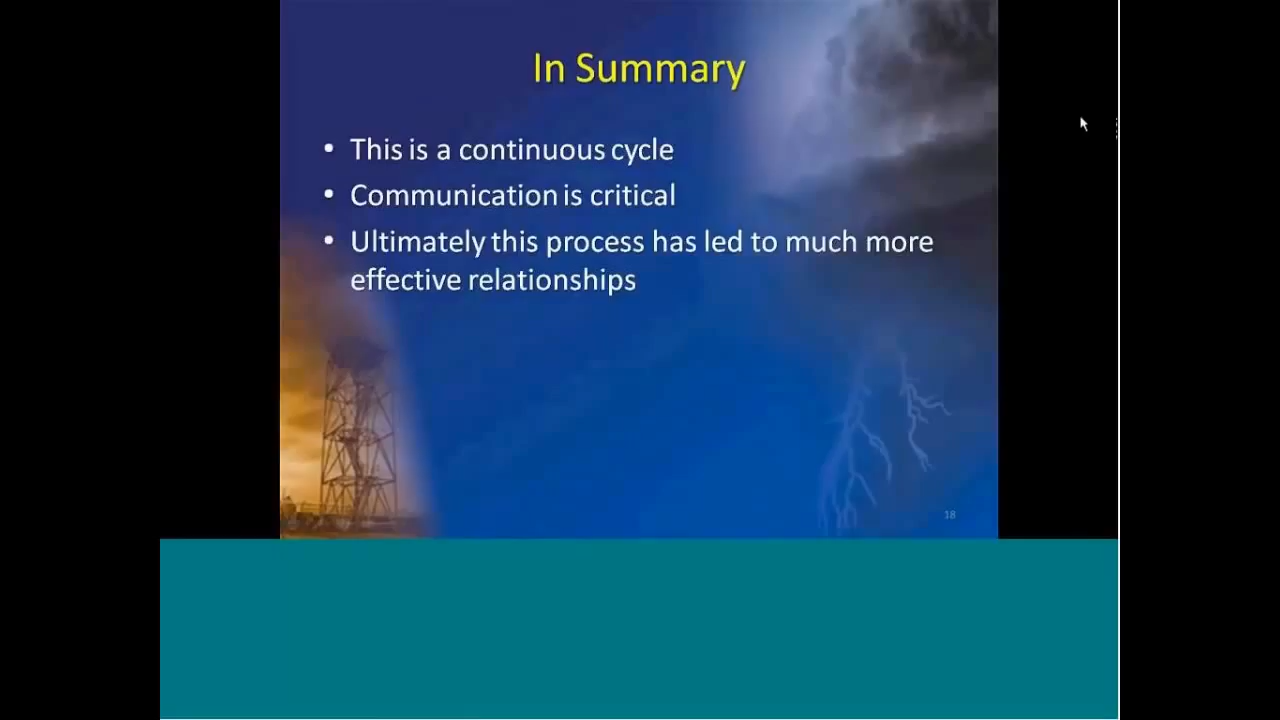 In Summary
• This is a continuous cycle
• Communication is critical
• Ultimately this process has led to much more
effective relationships
18